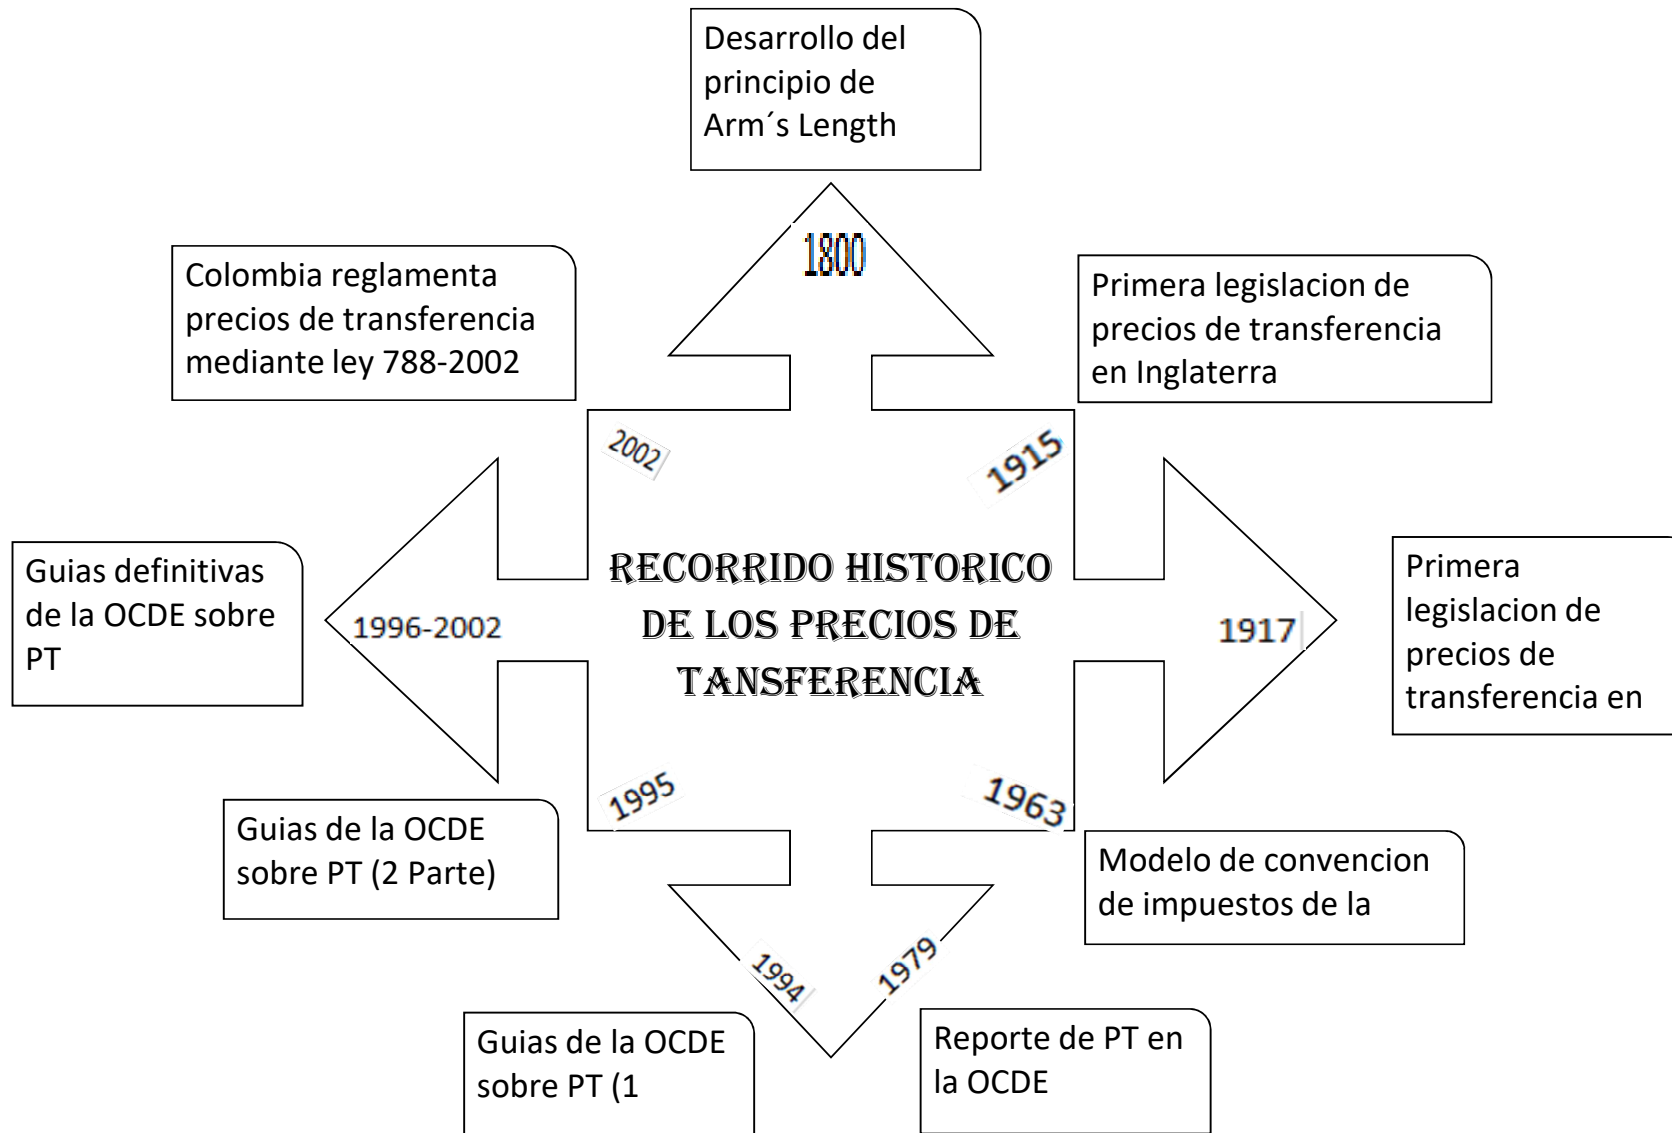 Desarrollo del
principio de
Arm´s Length
1800
Colombia reglamenta
precios de transferencia
mediante ley 788-2002
Primera legislacion de
precios de transferencia
en Inglaterra
2002
1915
Guias definitivas
de la OCDE sobre
PT
1996-2002
RECORRIDO HISTORICO
DE LOS PRECIOS DE
TANSFERENCIA
1917
Primera
legislacion de
precios de
transferencia en
1995
1963
Guias de la OCDE
sobre PT (2 Parte)
Modelo de convencion
de impuestos de la
1994
1979
Guias de la OCDE
sobre PT (1
Reporte de PT en
la OCDE